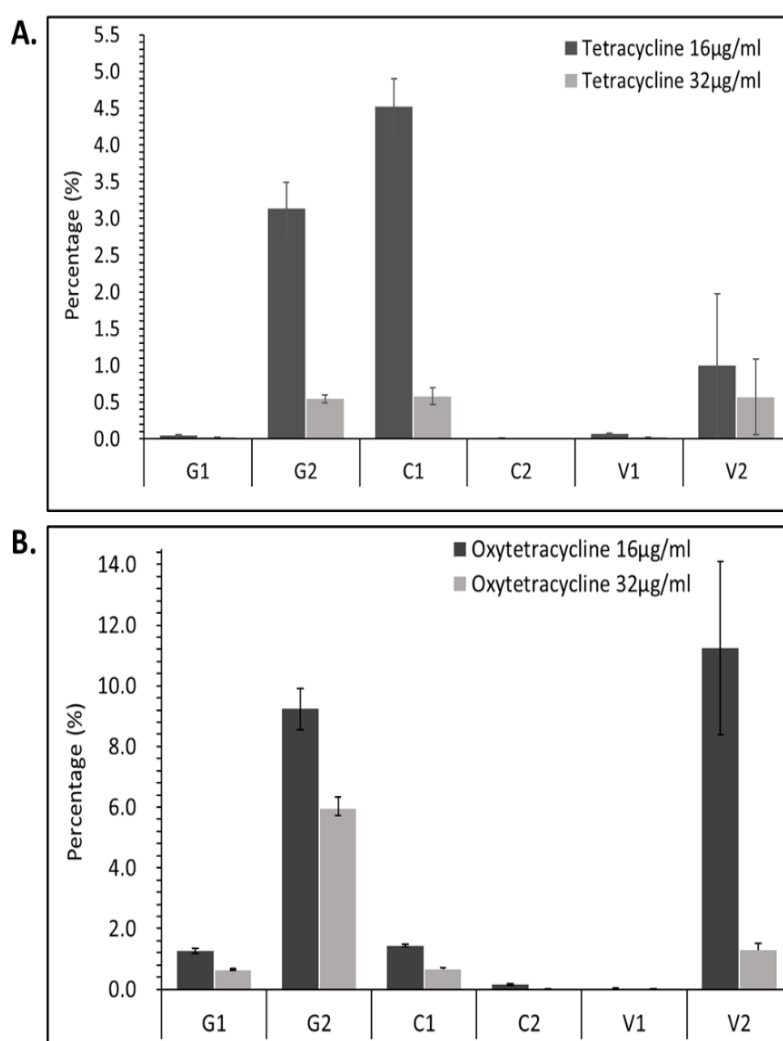 A.
Tetracycline 16µg/ml
Tetracycline 32µg/ml
Percentage (%)
5.5
5.0
4.5
4.0
3.5
3.0
2.5
2.0
1.5
1.0
0.5
0.0
G1 G2 C1 C2 V1 V2
B.
Oxytetracycline 16µg/ml
Oxytetracycline 32µg/ml
Percentage (%)
14.0
12.0
10.0
8.0
6.0
4.0
2.0
0.0
G1 G2 C1 C2 V1 V2